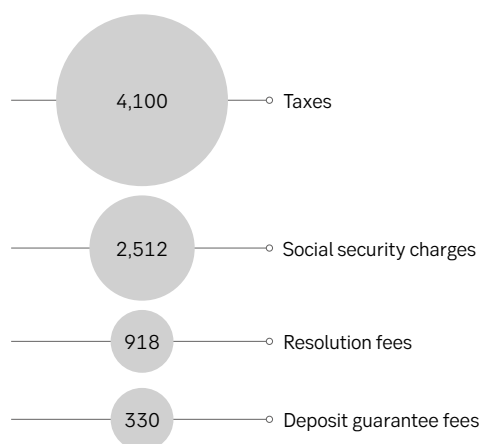 4,100 Taxes
2,512 Social security charges
918 Resolution fees
330 Deposit guarantee fees